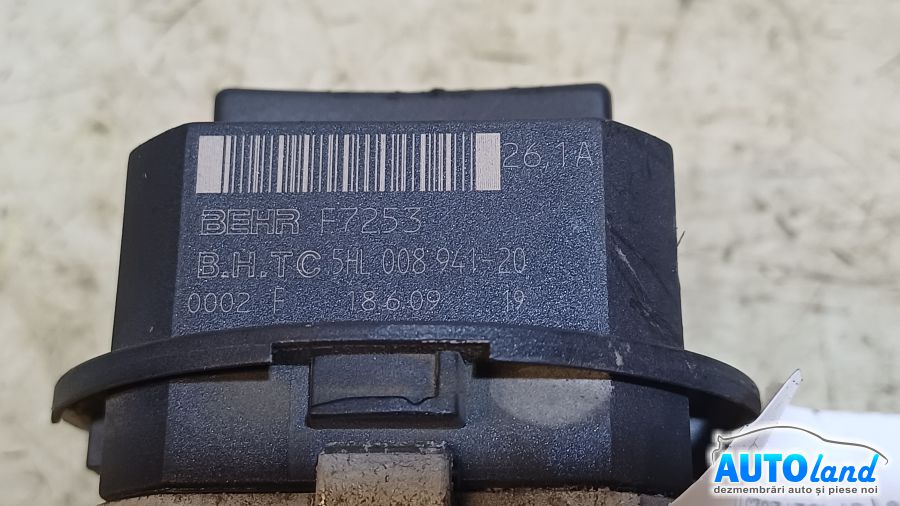 26.1A
BEHR F7253
B.H.TC 5HL 008 941-20
0002 F 18.6.09 19
AUTOland
dezmembrări auto și piese noi